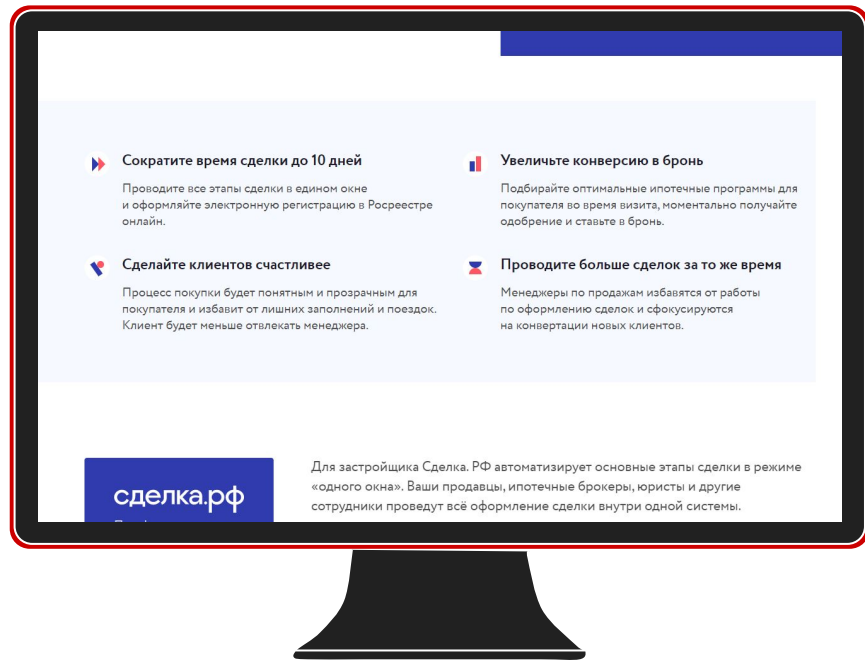 Сократите время сделки до 10 дней
Проводите все этапы сделки в едином окне
и оформляйте электронную регистрацию в Росреестре
онлайн.
Увеличьте конверсию в бронь
Подбирайте оптимальные ипотечные программы для
покупателя во время визита, моментально получайте
одобрение и ставьте в бронь.
Сделайте клиентов счастливее
Процесс покупки будет понятным и прозрачным для
покупателя и избавит от лишних заполнений и поездок.
Клиент будет меньше отвлекать менеджера.
Проводите больше сделок за то же время
Менеджеры по продажам избавятся от работы
по оформлению сделок и сфокусируются
на конвертации новых клиентов.
сделка.рф
Для застройщика Сделка. РФ автоматизирует основные этапы сделки в режиме
«одного окна». Ваши продавцы, ипотечные брокеры, юристы и другие
сотрудники проведут всё оформление сделки внутри одной системы.